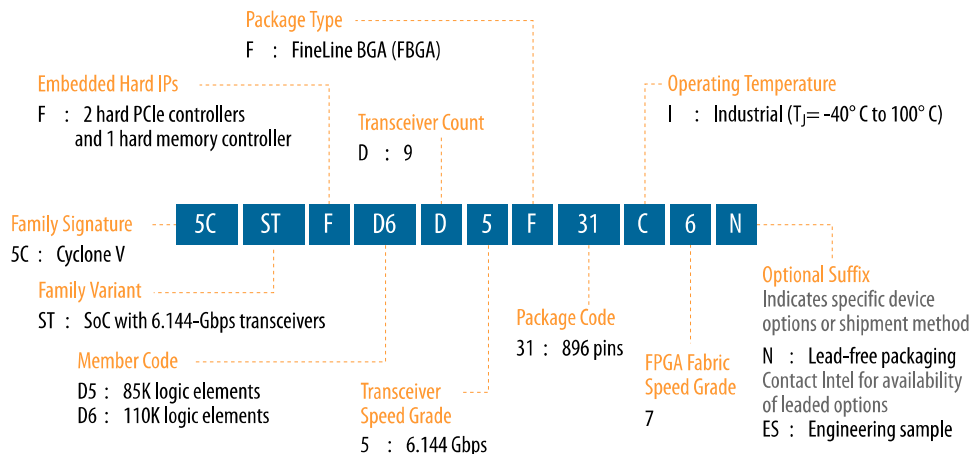 Package Type
F : FineLine BGA (FBGA)
Embedded Hard IPs
F : 2 hard PCIe controllers
and 1 hard memory controller
Transceiver Count
D : 9
Operating Temperature
I : Industrial (TJ= -40° C to 100° C)
5C ST F D6 D 5 F 31 C 6 N
Family Signature
5C : Cyclone V
Family Variant
ST : SoC with 6.144-Gbps transceivers
Member Code
D5 : 85K logic elements
D6 : 110K logic elements
Transceiver
Speed Grade
5 : 6.144 Gbps
Package Code
31 : 896 pins
FPGA Fabric
Speed Grade
7
Optional Suffix
Indicates specific device
options or shipment method
N : Lead-free packaging
Contact Intel for availability
of leaded options
ES : Engineering sample